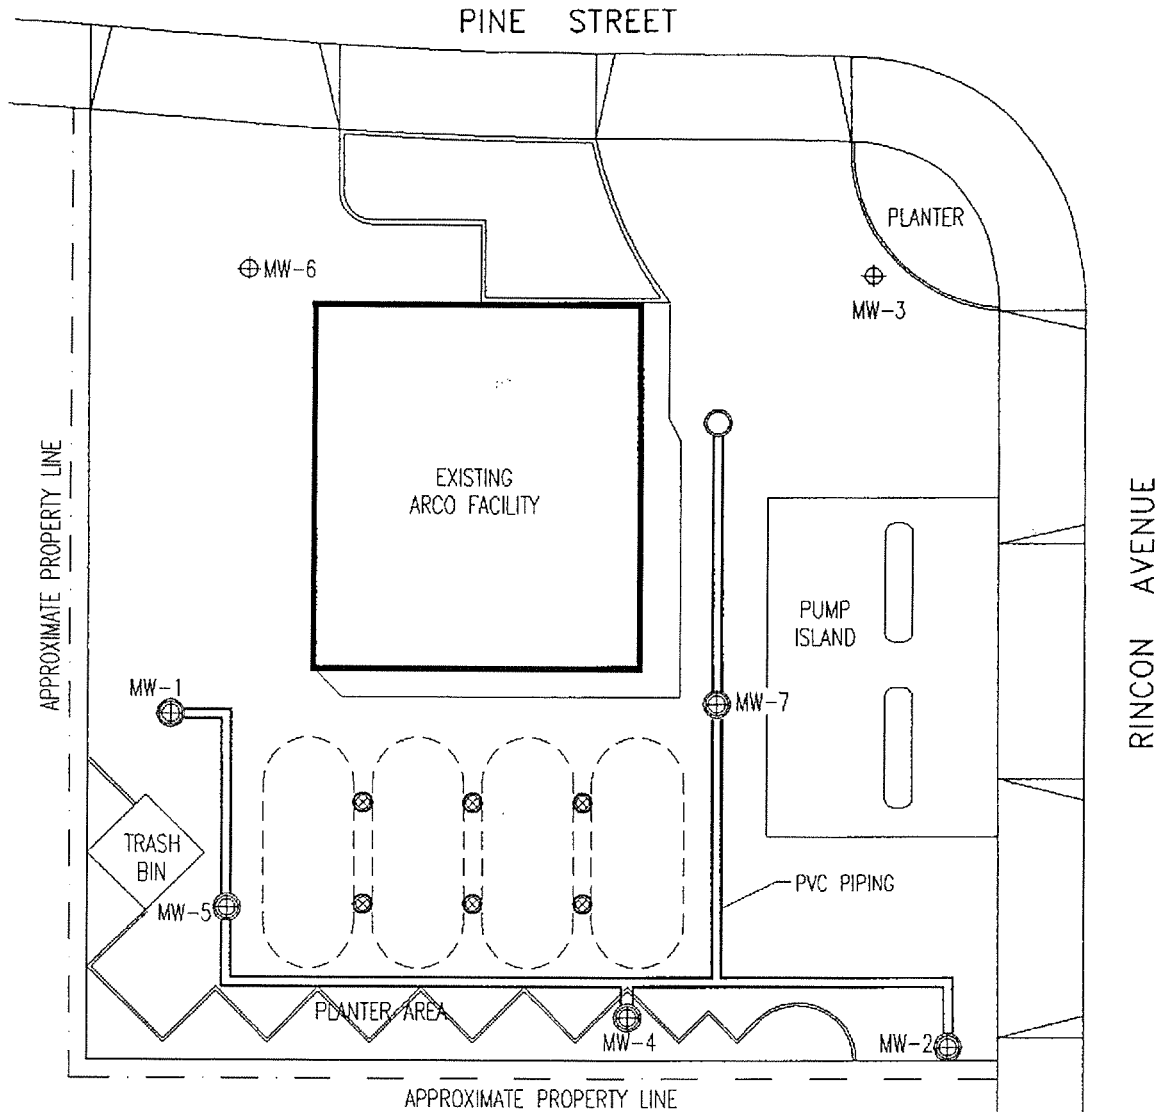 PINE STREET
PLANTER
MW-6
MW-3
EXISTING
ARCO FACILITY
APPROXIMATE PROPERTY LINE
RINCON AVENUE
PUMP
ISLAND
MW-1
MW-7
TRASH
BIN
PVC PIPING
MW-5
PLANTER AREA
MW-4
MW-2
APPROXIMATE PROPERTY LINE